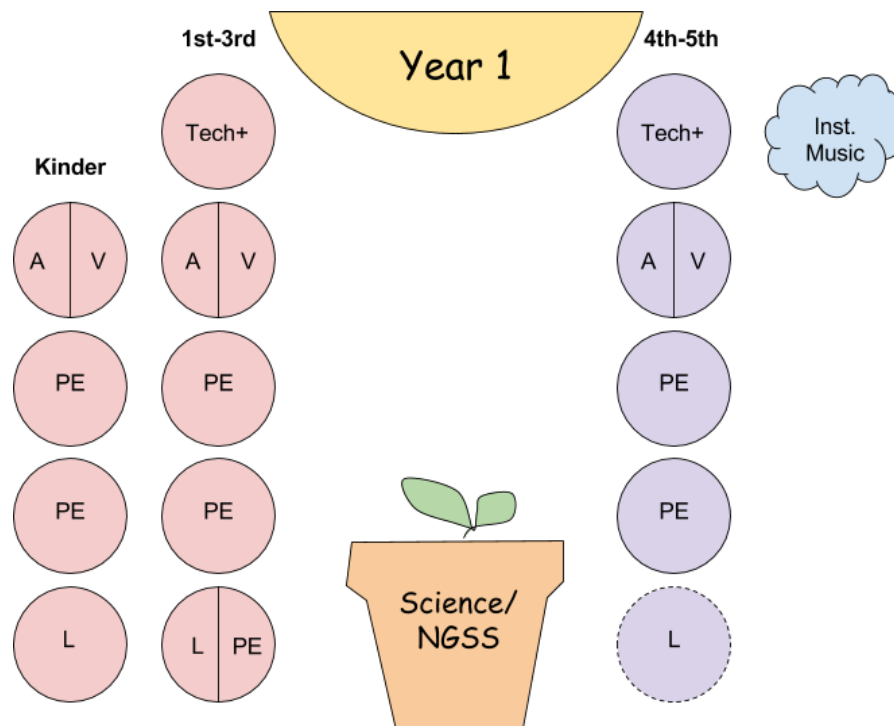 1st-3rd
Year 1
4th-5th
Tech+
Tech+
Inst.
Music
Kinder
A V
A V
A V
PE
PE
PE
PE
PE
PE
L
L PE
Science/
NGSS
L